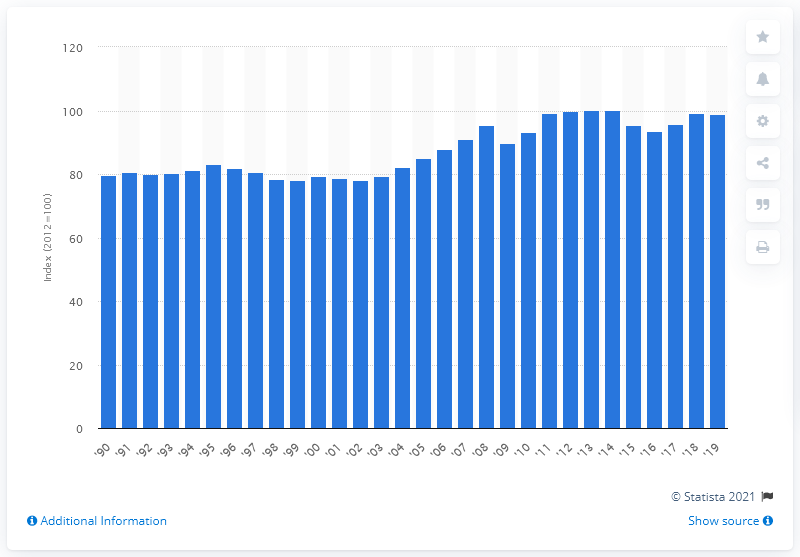 120
100
80
60
40
20
0
Index (2012=100)
'90 '91 '92 '93 '94 '95 '96 '97 '98 '99 '00 '01 '02 '03 '04 '05 '06 '07 '08 '09 '10 '11 '12 '13 '14 '15 '16 '17 '18 '19
© Statista 2021
Additional Information
Show source